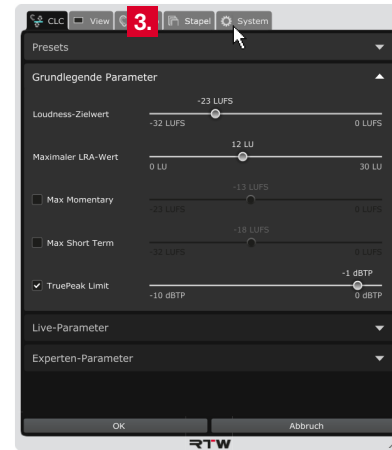 CLC View 3. Stapel System
Presets
Grundlegende Parameter
-23 LUFS
Loudness-Zielwert
-32 LUFS 0 LUFS
12 LU
Maximaler LRA-Wert
0 LU 30 LU
-13 LUFS
Max Momentary
-23 LUFS 0 LUFS
-18 LUFS
Max Short Term
-32 LUFS 0 LUFS
-1 dBTP
TruePeak Limit
-10 dBTP 0 dBTP
Live-Parameter
Experten-Parameter
OK Abbruch
RTW